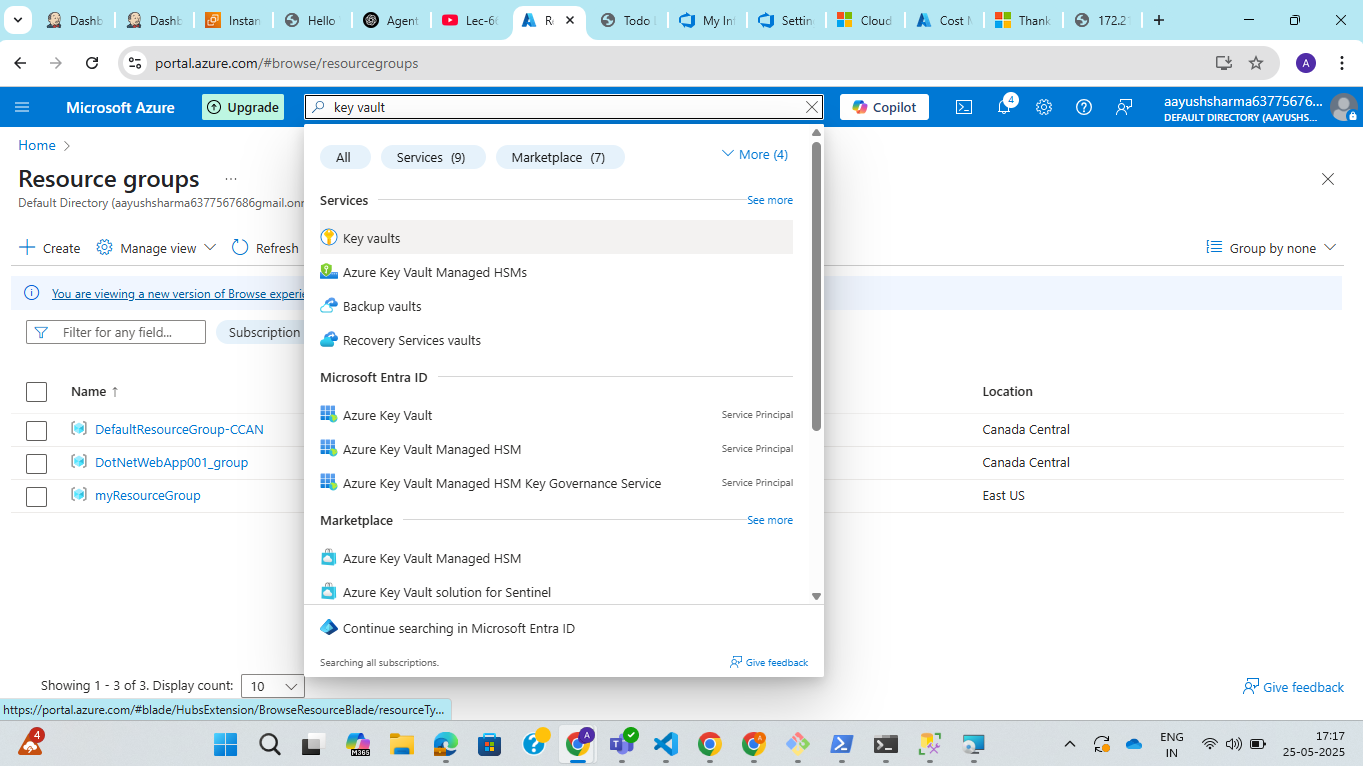 Dashb
Dashb
Instan
Hello
Agent
Lec-6
Re
Todo
My Inf
Settin
Cloud
Cost M
Thank
172.2
portal.azure.com/#browse/resourcegroups
A
Microsoft Azure
Upgrade
key vault
Copilot
4
aayushsharma63775676...
DEFAULT DIRECTORY (AAYUSHS...
Home
All
Services (9)
Marketplace (7)
More (4)
Resource groups
...
Default Directory (aayushsharma6377567686gmail.onr
Services
See more
Create
Manage view
Refresh
Group by none
Key vaults
Azure Key Vault Managed HSMs
You are viewing a new version of Browse experie
Backup vaults
Filter for any field...
Subscription
Recovery Services vaults
Microsoft Entra ID
Name ↑
Location
Azure Key Vault
Service Principal
DefaultResourceGroup-CCAN
Canada Central
Azure Key Vault Managed HSM
Service Principal
DotNetWebApp001_group
Canada Central
Azure Key Vault Managed HSM Key Governance Service
Service Principal
myResourceGroup
East US
Marketplace
See more
Azure Key Vault Managed HSM
Azure Key Vault solution for Sentinel
Continue searching in Microsoft Entra ID
Searching all subscriptions.
Give feedback
Showing 1 - 3 of 3. Display count:
10
Give feedback
https://portal.azure.com/#blade/HubsExtension/BrowseResourceBlade/resourceTy...
4
M365
A
ENG
IN
17:17
25-05-2025